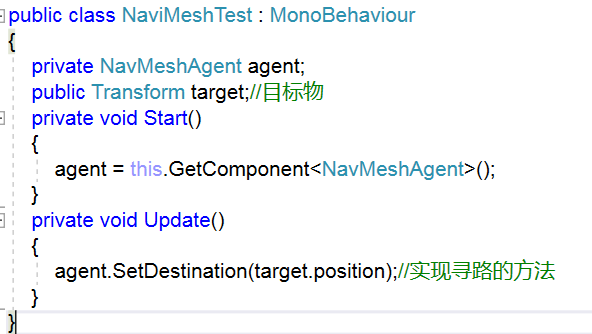 public class NaviMeshTest : MonoBehaviour
{
private NavMeshAgent agent;
public Transform target;//目标物
private void Start()
{
agent = this.GetComponent<NavMeshAgent>();
}
private void Update()
{
agent.SetDestination(target.position);//实现寻路的方法
}
}